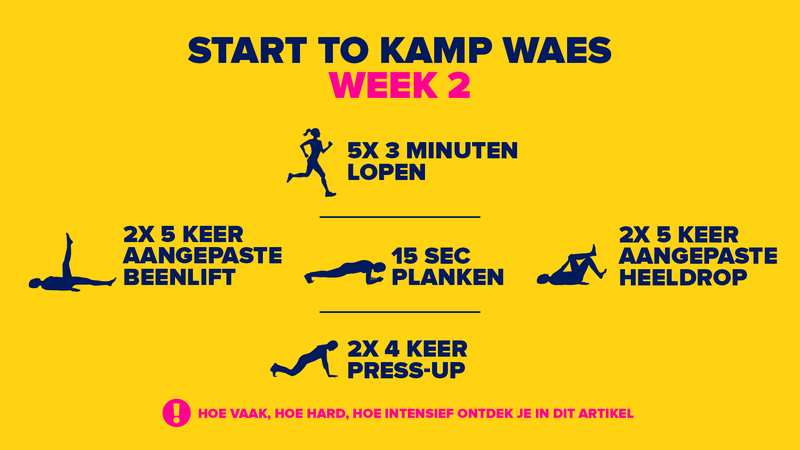 START TO KAMP WAES
WEEK 2
5X 3 MINUTEN
LOPEN
2X 5 KEER
AANGEPASTE
BEENLIFT
15 SEC
PLANKEN
2X 5 KEER
AANGEPASTE
HEELDROP
2X 4 KEER
PRESS-UP
! HOE VAAK, HOE HARD, HOE INTENSIEF ONTDEK JE IN DIT ARTIKEL